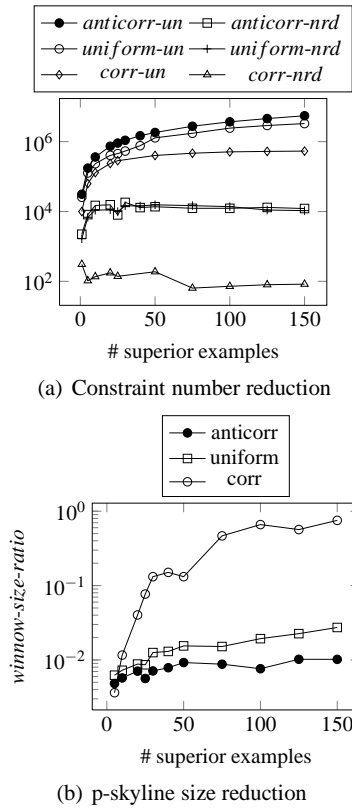 anticorr-un anticorr-nrd
uniform-un uniform-nrd
corr-un corr-nrd
10^6
10^4
10^2
0 50 100 150
# superior examples
(a) Constraint number reduction
anticorr
uniform
corr
10^0
10^−1
10^−2
winnow-size-ratio
0 50 100 150
# superior examples
(b) p-skyline size reduction